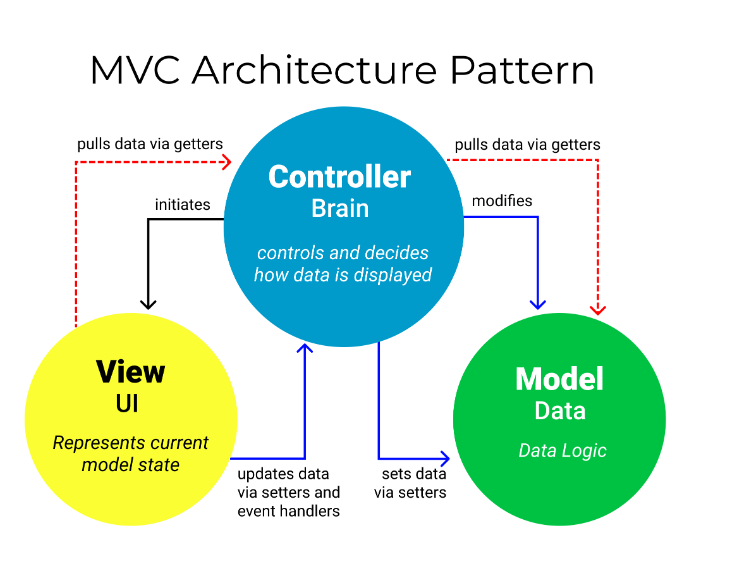 MVC Architecture Pattern
pulls data via getters
pulls data via getters
Controller
Brain
initiates
modifies
controls and decides
how data is displayed
View
UI
Represents current
model state
Model
Data
Data Logic
updates data
via setters and
event handlers
sets data
via setters